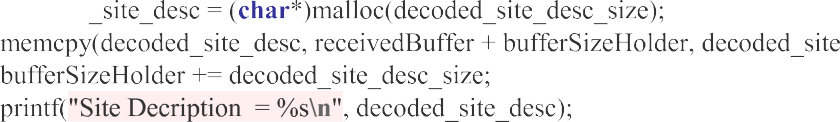 _site_desc = (char*)malloc(decoded_site_desc_size);
memcpy(decoded_site_desc, receivedBuffer + bufferSizeHolder, decoded_site
bufferSizeHolder += decoded_site_desc_size;
printf("Site Decription  = %s\n", decoded_site_desc);